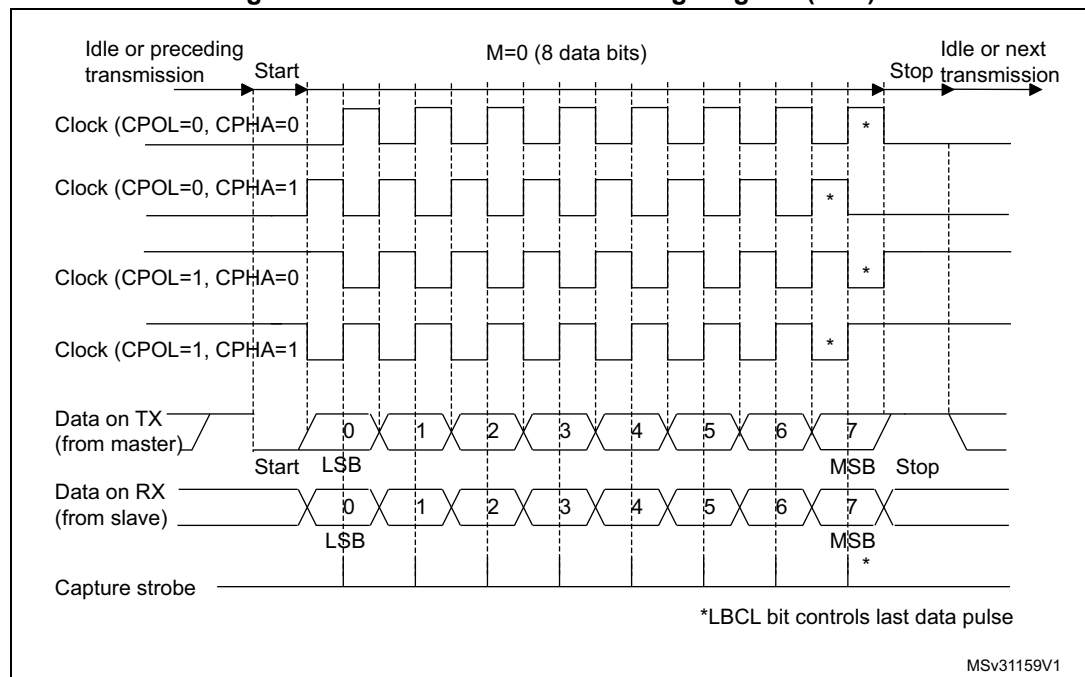 Idle or preceding
transmission
Start
M=0 (8 data bits)
Stop
Idle or next
transmission
Clock (CPOL=0, CPHA=0
*
Clock (CPOL=0, CPHA=1
*
Clock (CPOL=1, CPHA=0
*
Clock (CPOL=1, CPHA=1
*
Data on TX
(from master)
0 1 2 3 4 5 6 7
Start LSB MSB Stop
Data on RX
(from slave)
0 1 2 3 4 5 6 7
LSB MSB
*
Capture strobe
*LBCL bit controls last data pulse
MSv31159V1